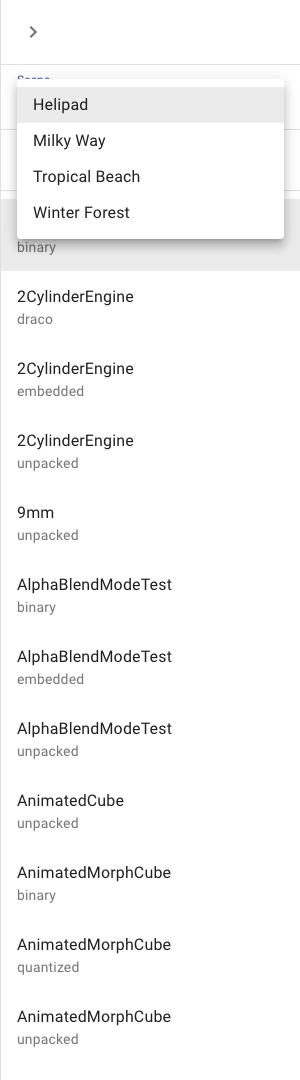 Helipad
Milky Way
Tropical Beach
Winter Forest
binary
2CylinderEngine
draco
2CylinderEngine
embedded
2CylinderEngine
unpacked
9mm
unpacked
AlphaBlendModeTest
binary
AlphaBlendModeTest
embedded
AlphaBlendModeTest
unpacked
AnimatedCube
unpacked
AnimatedMorphCube
binary
AnimatedMorphCube
quantized
AnimatedMorphCube
unpacked